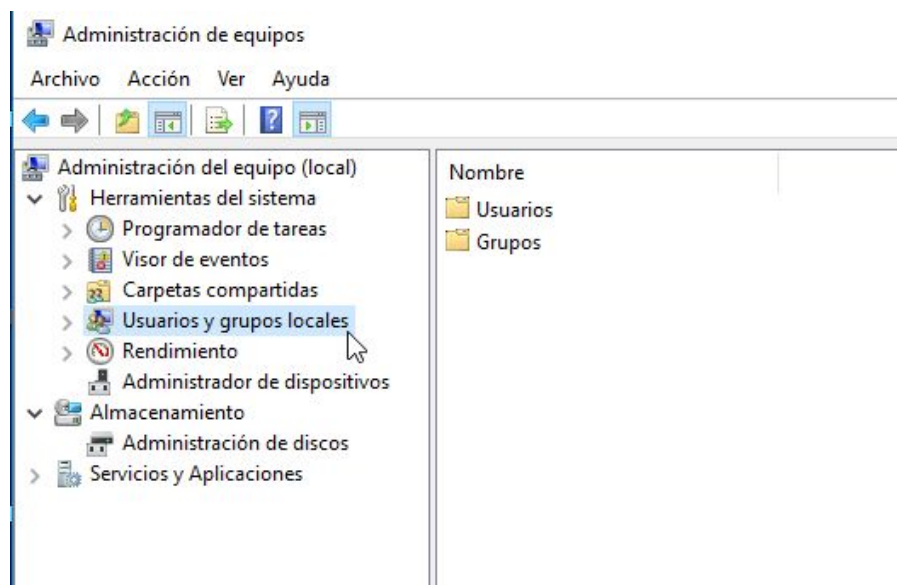 Administración de equipos
Archivo Acción Ver Ayuda
Administración del equipo (local)
Herramientas del sistema
Programador de tareas
Visor de eventos
Carpetas compartidas
Usuarios y grupos locales
Rendimiento
Administrador de dispositivos
Almacenamiento
Administración de discos
Servicios y Aplicaciones
Nombre
Usuarios
Grupos